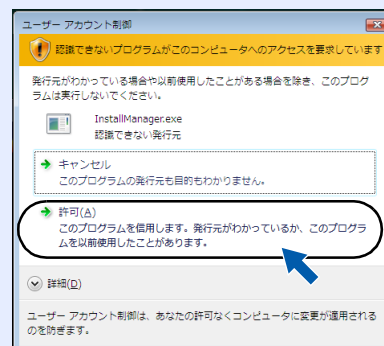 ユーザー アカウント制御
認識できないプログラムがこのコンピュータへのアクセスを要求しています
発行元がわかっている場合や以前使用したことがある場合を除き、このプログ
ラムは実行しないでください。
InstallManager.exe
認識できない発行元
キャンセル
このプログラムの発行元も目的もわかりません。
許可(A)
このプログラムを信用します。発行元がわかっているか、このプログラ
ムを以前使用したことがあります。
詳細(D)
ユーザー アカウント制御は、あなたの許可なくコンピュータに変更が適用される
のを防ぎます。